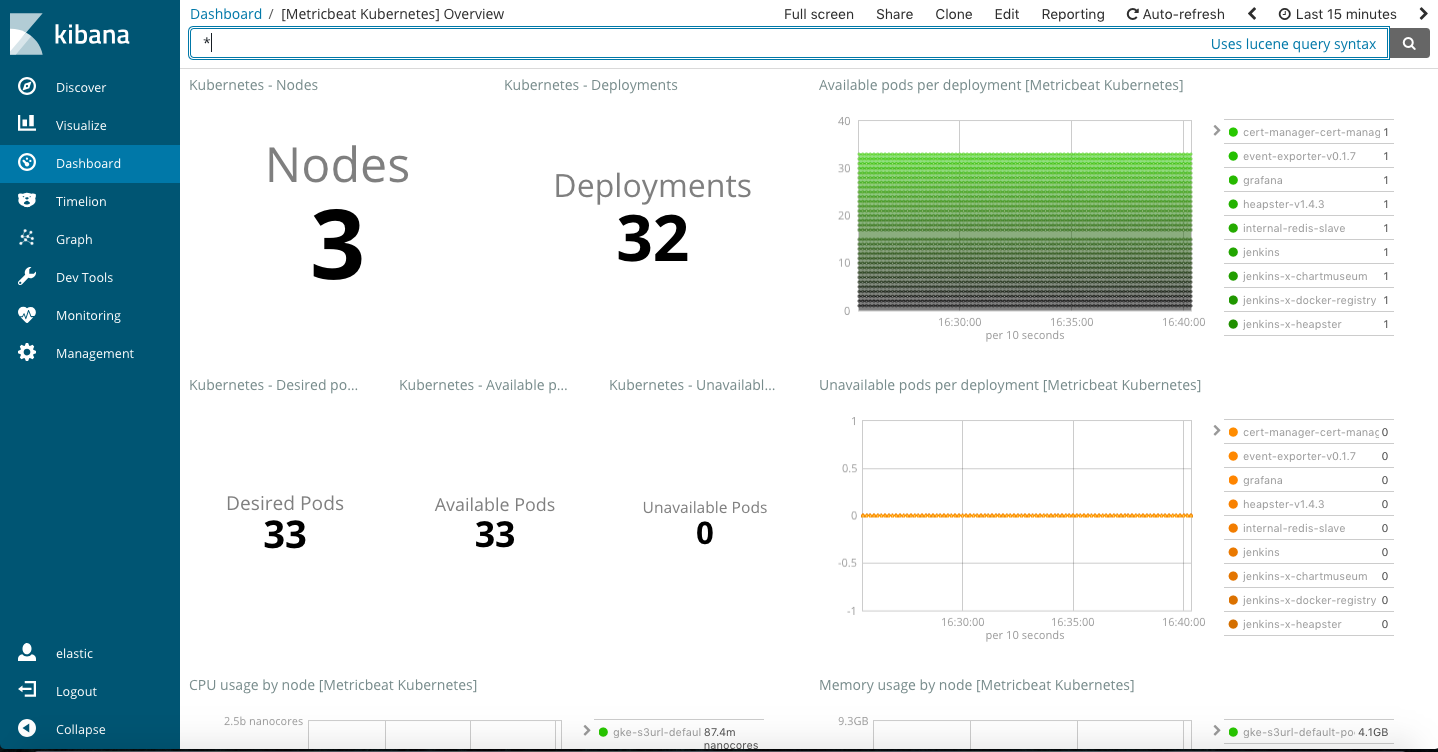 kibana
Discover
Visualize
Dashboard
Timelion
Graph
Dev Tools
Monitoring
Management
elastic
Logout
Collapse
Dashboard / [Metricbeat Kubernetes] Overview
Full screen Share Clone Edit Reporting Auto-refresh Last 15 minutes
* Uses lucene query syntax
Kubernetes - Nodes
Nodes
3
Kubernetes - Deployments
Deployments
32
Available pods per deployment [Metricbeat Kubernetes]
40
30
20
10
0
16:30:00 16:35:00 16:40:00
per 10 seconds
cert-manager-cert-manag 1
event-exporter-v0.1.7 1
grafana 1
heapster-v1.4.3 1
internal-redis-slave 1
jenkins 1
jenkins-x-chartmuseum 1
jenkins-x-docker-registry 1
jenkins-x-heapster 1
Kubernetes - Desired po...
Desired Pods
33
Kubernetes - Available p...
Available Pods
33
Kubernetes - Unavailabl...
Unavailable Pods
0
Unavailable pods per deployment [Metricbeat Kubernetes]
1
0.5
0
-0.5
-1
16:30:00 16:35:00 16:40:00
per 10 seconds
cert-manager-cert-manag 0
event-exporter-v0.1.7 0
grafana 0
heapster-v1.4.3 0
internal-redis-slave 0
jenkins 0
jenkins-x-chartmuseum 0
jenkins-x-docker-registry 0
jenkins-x-heapster 0
CPU usage by node [Metricbeat Kubernetes]
2.5b nanocores
gke-s3url-defaul 87.4m
nanocores
Memory usage by node [Metricbeat Kubernetes]
9.3GB
gke-s3url-default-po 4.1GB